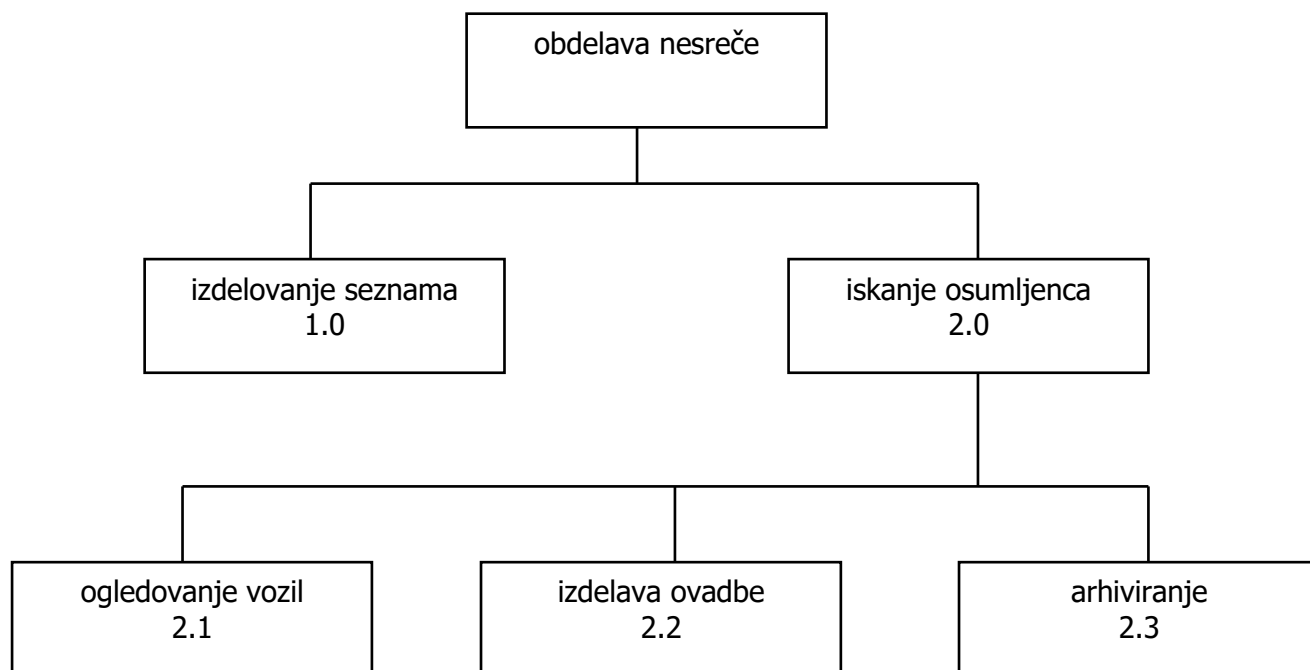 obdelava nesreče
izdelovanje seznama
1.0
iskanje osumljenca
2.0
ogledovanje vozil
2.1
izdelava ovadbe
2.2
arhiviranje
2.3